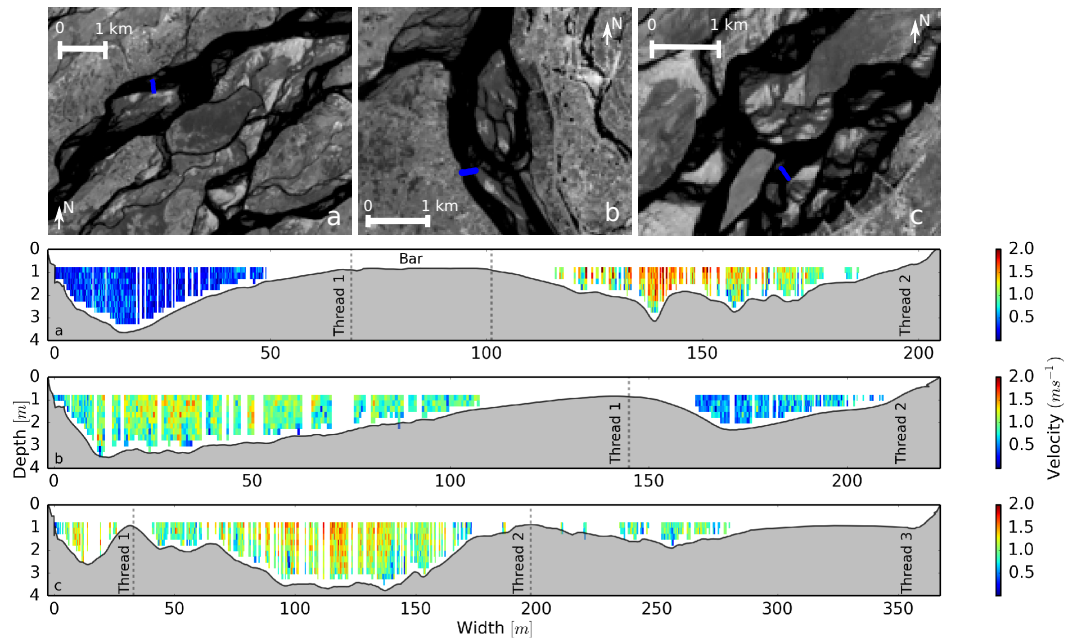 0 1 km
N
a
N
0 1 km
b
0 1 km
N
c
0
1
2
3
4
Bar
Thread 1
Thread 2
a
0 50 100 150 200
2.0
1.5
1.0
0.5
0
1
2
3
4
Thread 1
Thread 2
b
0 50 100 150 200
2.0
1.5
1.0
0.5
0
1
2
3
4
Thread 1
Thread 2
Thread 3
c
0 50 100 150 200 250 300 350
2.0
1.5
1.0
0.5
Depth [m]
Width [m]
Velocity (ms⁻¹)